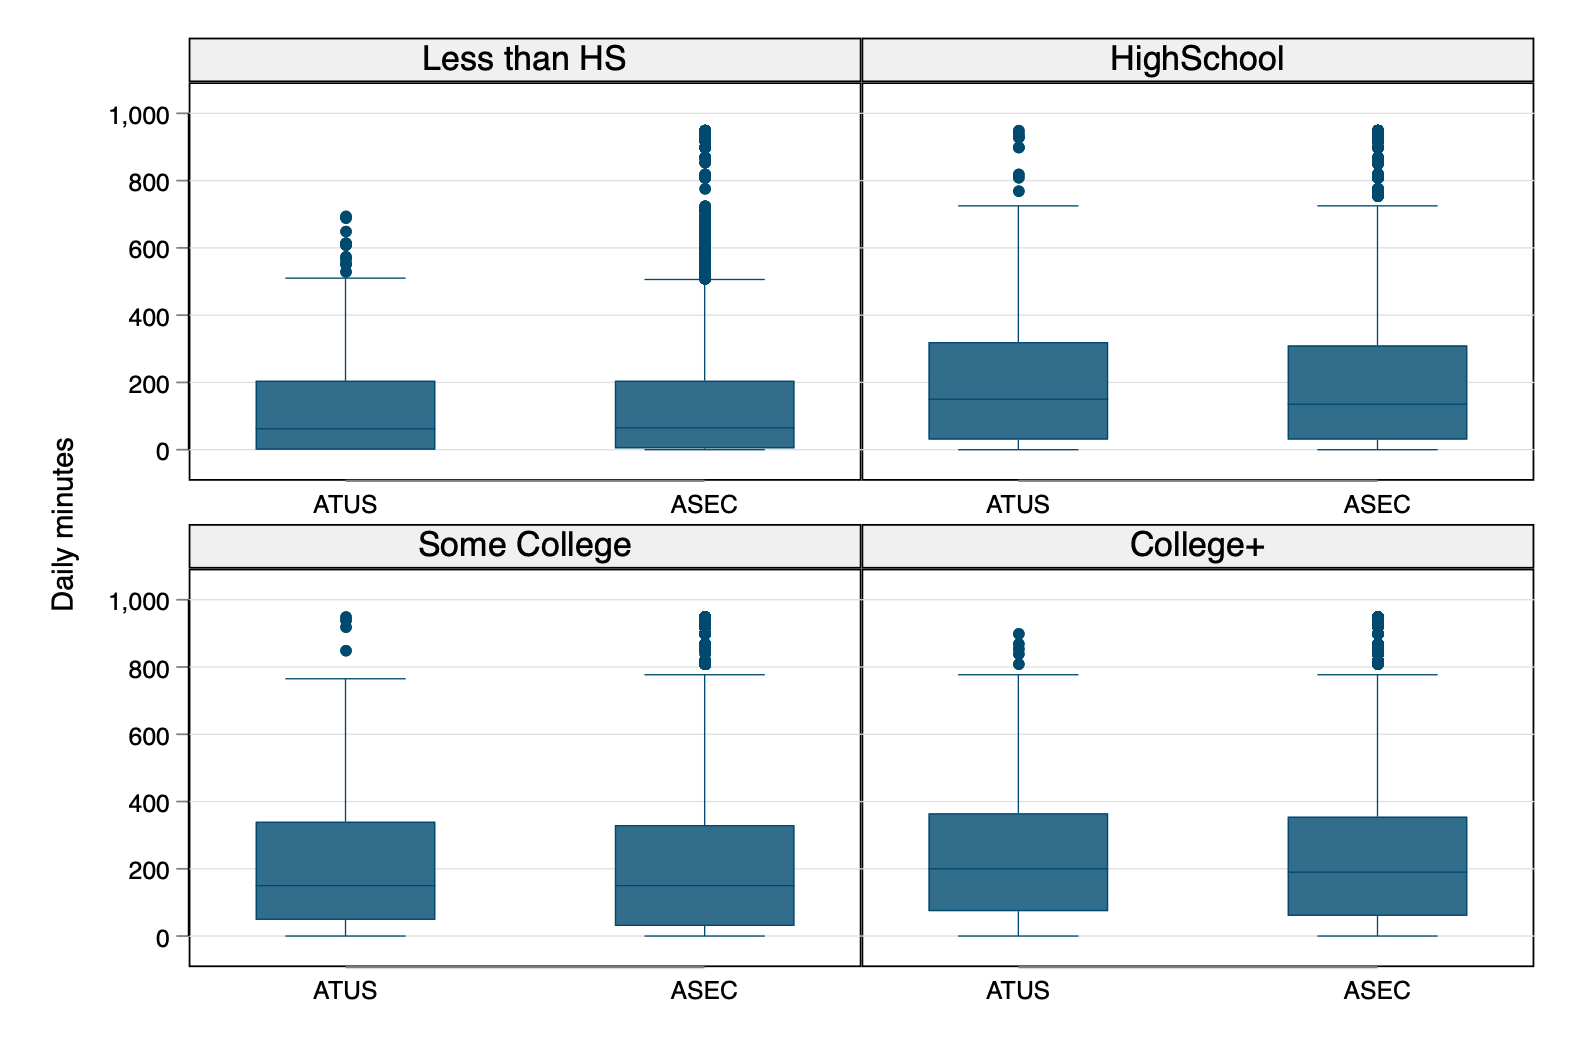 Less than HS
HighSchool
1,000
800
600
400
200
0
ATUS
ASEC
ATUS
ASEC
Daily minutes
Some College
College+
1,000
800
600
400
200
0
ATUS
ASEC
ATUS
ASEC